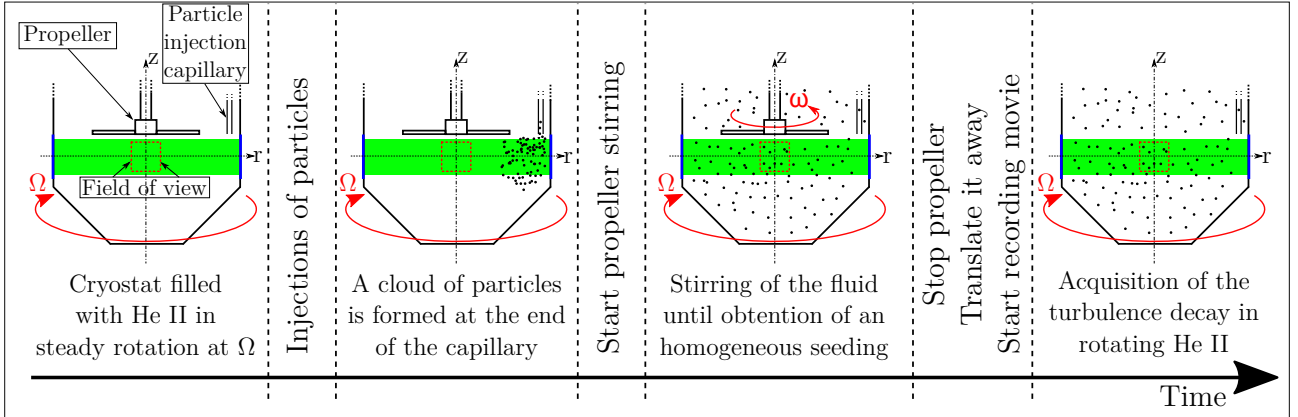 Propeller
Particle
injection
capillary
z
r
Field of view
Ω
Cryostat filled
with He II in
steady rotation at Ω
Injections of particles
z
r
Ω
A cloud of particles
is formed at the end
of the capillary
Start propeller stirring
z
ω
r
Ω
Stirring of the fluid
until obtention of an
homogeneous seeding
Stop propeller
Translate it away
Start recording movie
z
r
Ω
Acquisition of the
turbulence decay in
rotating He II
Time